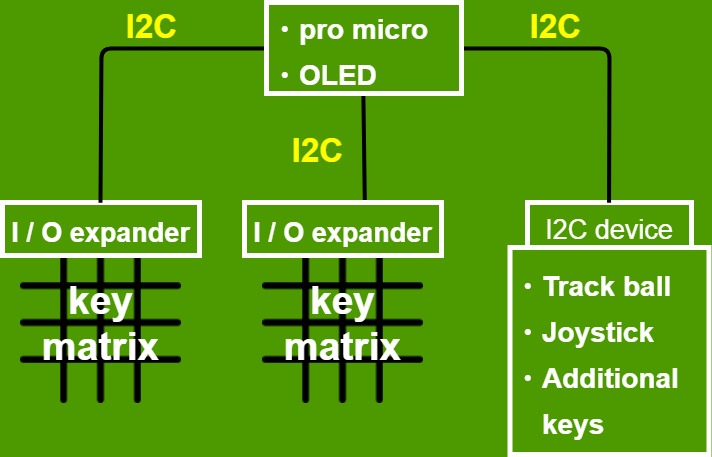 I2C
・pro micro
・OLED
I2C
I2C
I / O expander
I / O expander
I2C device
key
matrix
key
matrix
・Track ball
・Joystick
・Additional
keys